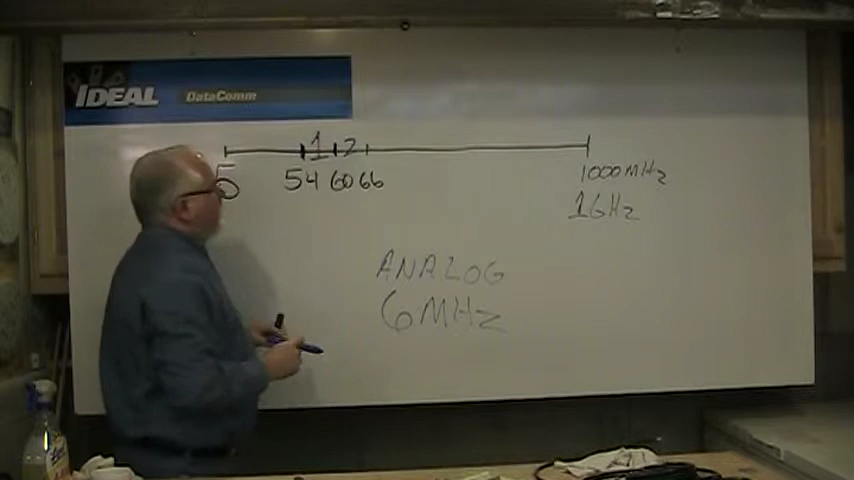 IDEAL DataComm
1 2
5 54 60 66 1000 MHz
1 GHz
ANALOG
6 MHz